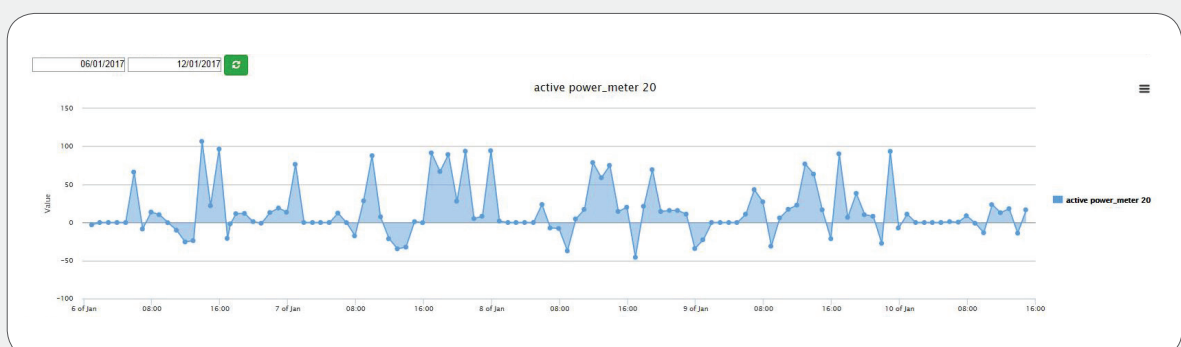 06/01/2017 12/01/2017
active power_meter 20
150
100
50
0
-50
-100
Value
6 of Jan 08:00 16:00 7 of Jan 08:00 16:00 8 of Jan 08:00 16:00 9 of Jan 08:00 16:00 10 of Jan 08:00 16:00
active power_meter 20